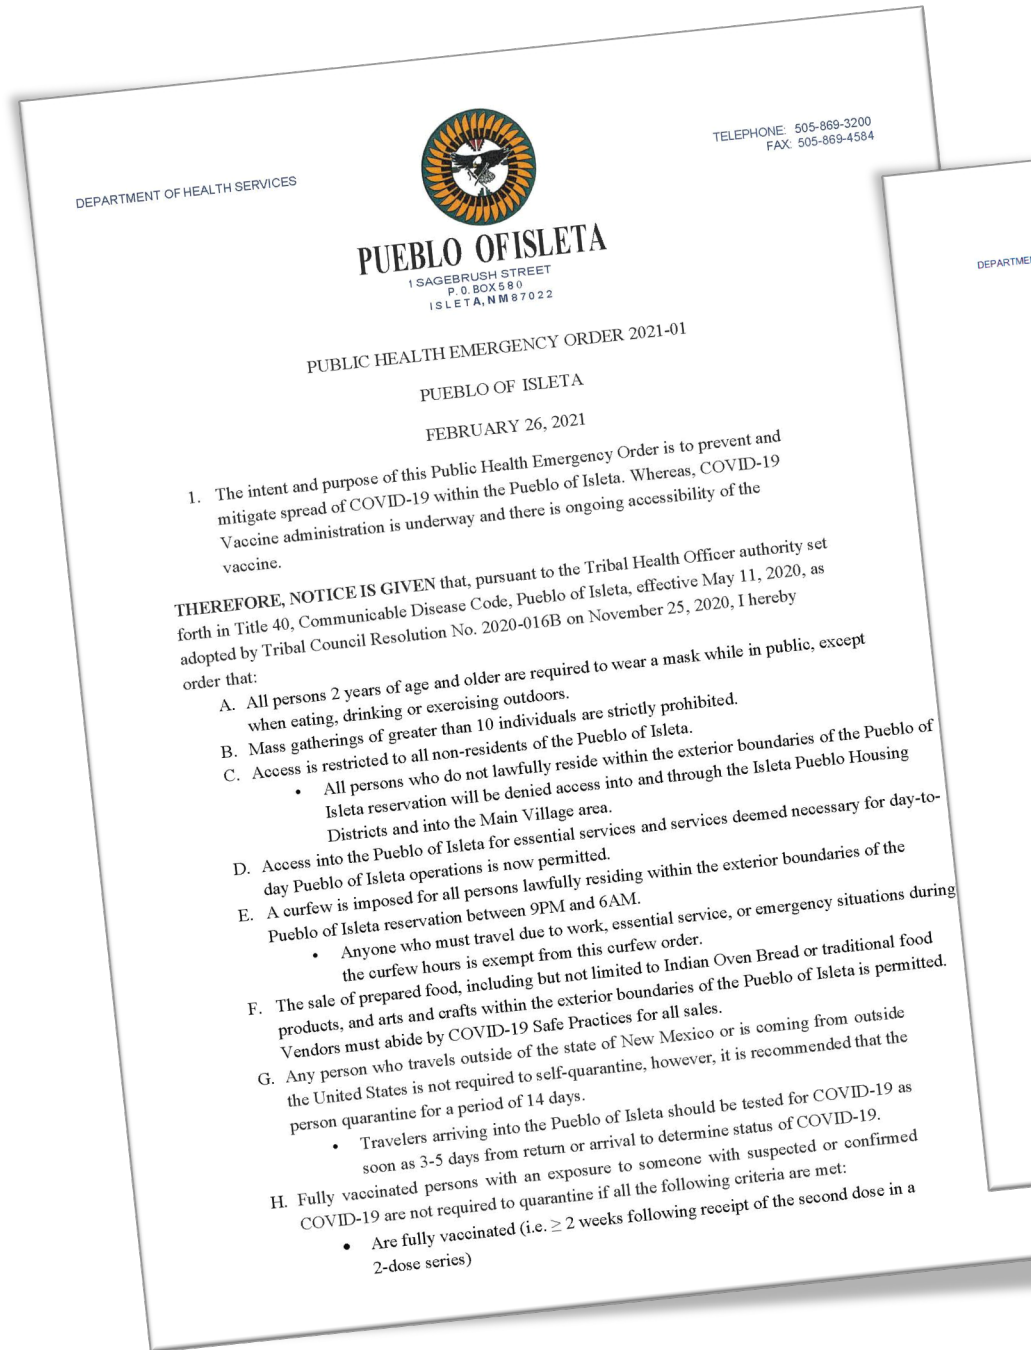 DEPARTMENT OF HEALTH SERVICES
TELEPHONE: 505-869-3200
FAX: 505-869-4584
PUEBLO OF ISLETA
1 SAGEBRUSH STREET
P. O. BOX 580
ISLETA, NM 87022
PUBLIC HEALTH EMERGENCY ORDER 2021-01
PUEBLO OF ISLETA
FEBRUARY 26, 2021
1. The intent and purpose of this Public Health Emergency Order is to prevent and
mitigate spread of COVID-19 within the Pueblo of Isleta. Whereas, COVID-19
Vaccine administration is underway and there is ongoing accessibility of the
vaccine.
THEREFORE, NOTICE IS GIVEN that, pursuant to the Tribal Health Officer authority set
forth in Title 40, Communicable Disease Code, Pueblo of Isleta, effective May 11, 2020, as
adopted by Tribal Council Resolution No. 2020-016B on November 25, 2020, I hereby
order that:
A. All persons 2 years of age and older are required to wear a mask while in public, except
when eating, drinking or exercising outdoors.
B. Mass gatherings of greater than 10 individuals are strictly prohibited.
C. Access is restricted to all non-residents of the Pueblo of Isleta.
• All persons who do not lawfully reside within the exterior boundaries of the Pueblo of
Isleta reservation will be denied access into and through the Isleta Pueblo Housing
Districts and into the Main Village area.
D. Access into the Pueblo of Isleta for essential services and services deemed necessary for day-to-
day Pueblo of Isleta operations is now permitted.
E. A curfew is imposed for all persons lawfully residing within the exterior boundaries of the
Pueblo of Isleta reservation between 9PM and 6AM.
• Anyone who must travel due to work, essential service, or emergency situations during
the curfew hours is exempt from this curfew order.
F. The sale of prepared food, including but not limited to Indian Oven Bread or traditional food
products, and arts and crafts within the exterior boundaries of the Pueblo of Isleta is permitted.
Vendors must abide by COVID-19 Safe Practices for all sales.
G. Any person who travels outside of the state of New Mexico or is coming from outside
the United States is not required to self-quarantine, however, it is recommended that the
person quarantine for a period of 14 days.
• Travelers arriving into the Pueblo of Isleta should be tested for COVID-19 as
soon as 3-5 days from return or arrival to determine status of COVID-19.
H. Fully vaccinated persons with an exposure to someone with suspected or confirmed
COVID-19 are not required to quarantine if all the following criteria are met:
• Are fully vaccinated (i.e. ≥ 2 weeks following receipt of the second dose in a
2-dose series)
DEPARTME